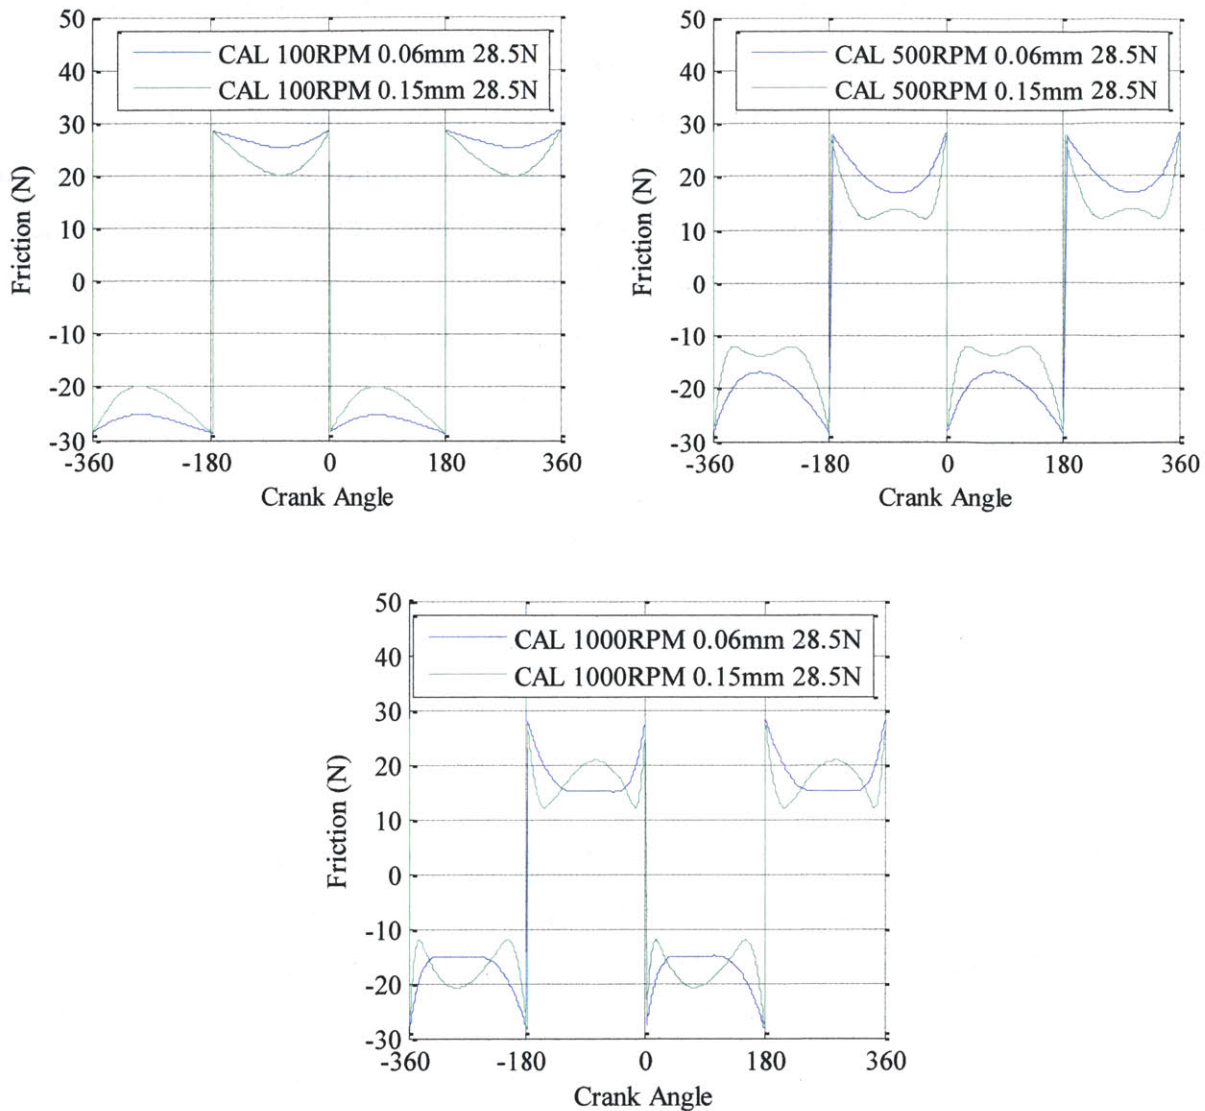 50
CAL 100RPM 0.06mm 28.5N
40
CAL 100RPM 0.15mm 28.5N
30
20
10
0
-10
-20
-30
Friction (N)
-360 -180 0 180 360
Crank Angle
50
CAL 500RPM 0.06mm 28.5N
40
CAL 500RPM 0.15mm 28.5N
30
20
10
0
-10
-20
-30
Friction (N)
-360 -180 0 180 360
Crank Angle
50
CAL 1000RPM 0.06mm 28.5N
40
CAL 1000RPM 0.15mm 28.5N
30
20
10
0
-10
-20
-30
Friction (N)
-360 -180 0 180 360
Crank Angle